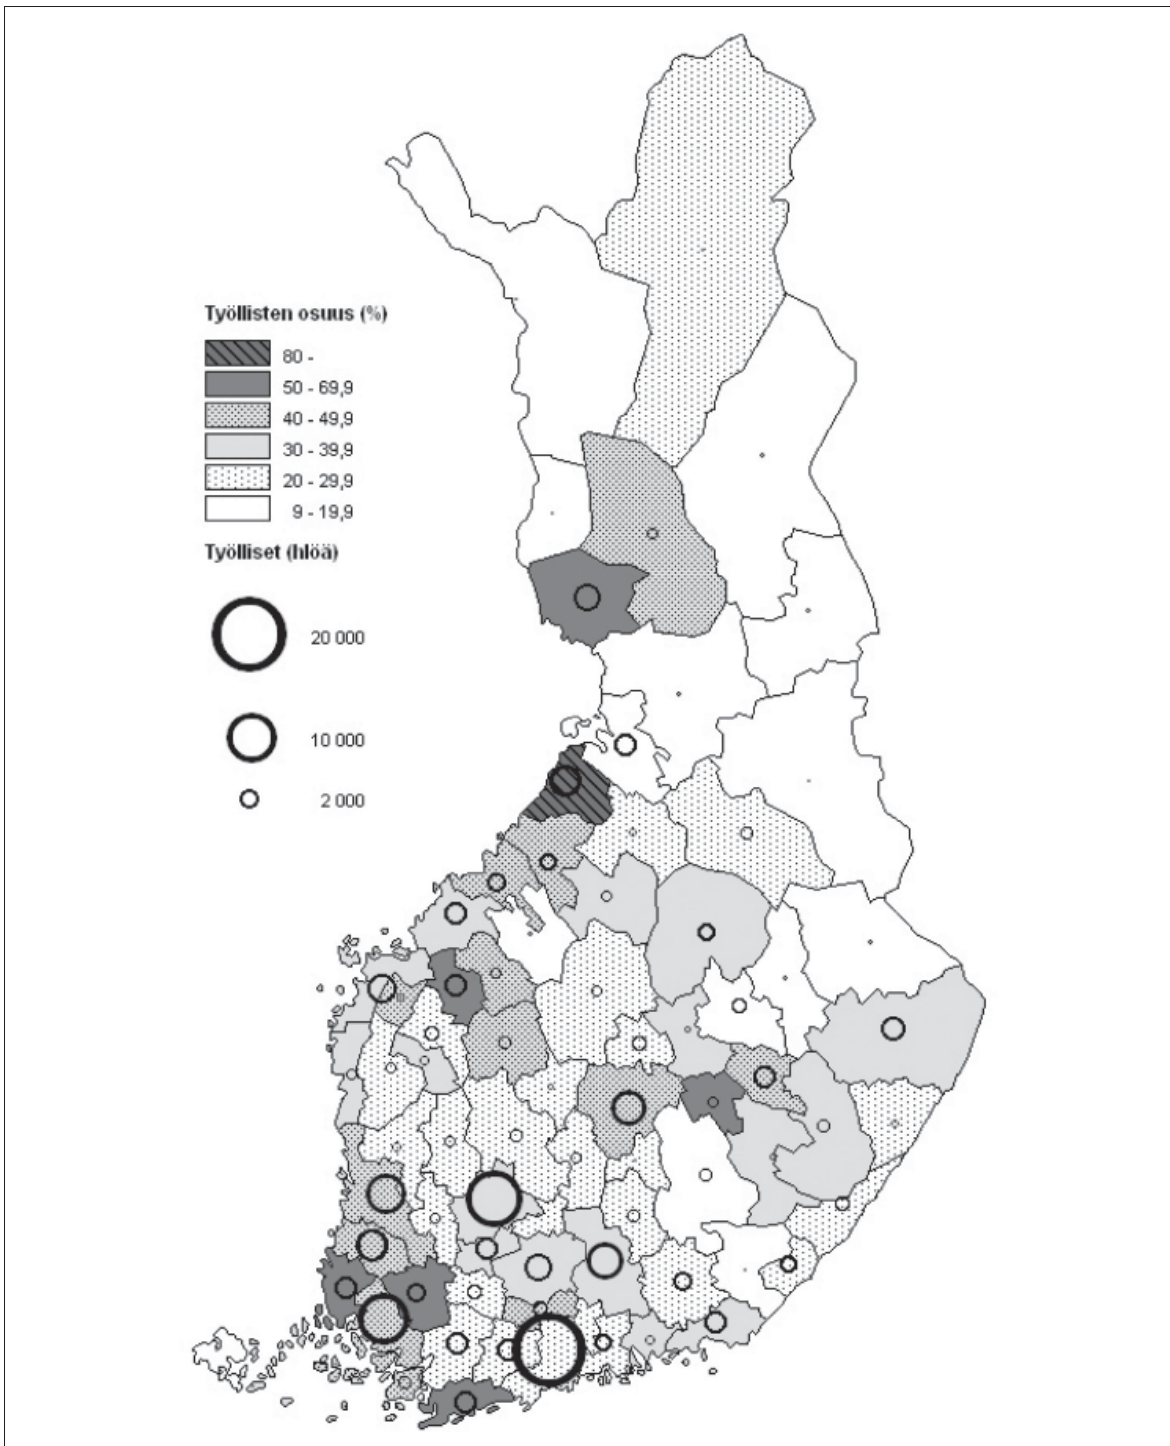 Työllisten osuus (%)
80 -
50 - 69,9
40 - 49,9
30 - 39,9
20 - 29,9
9 - 19,9
Työlliset (hlöä)
20 000
10 000
2 000